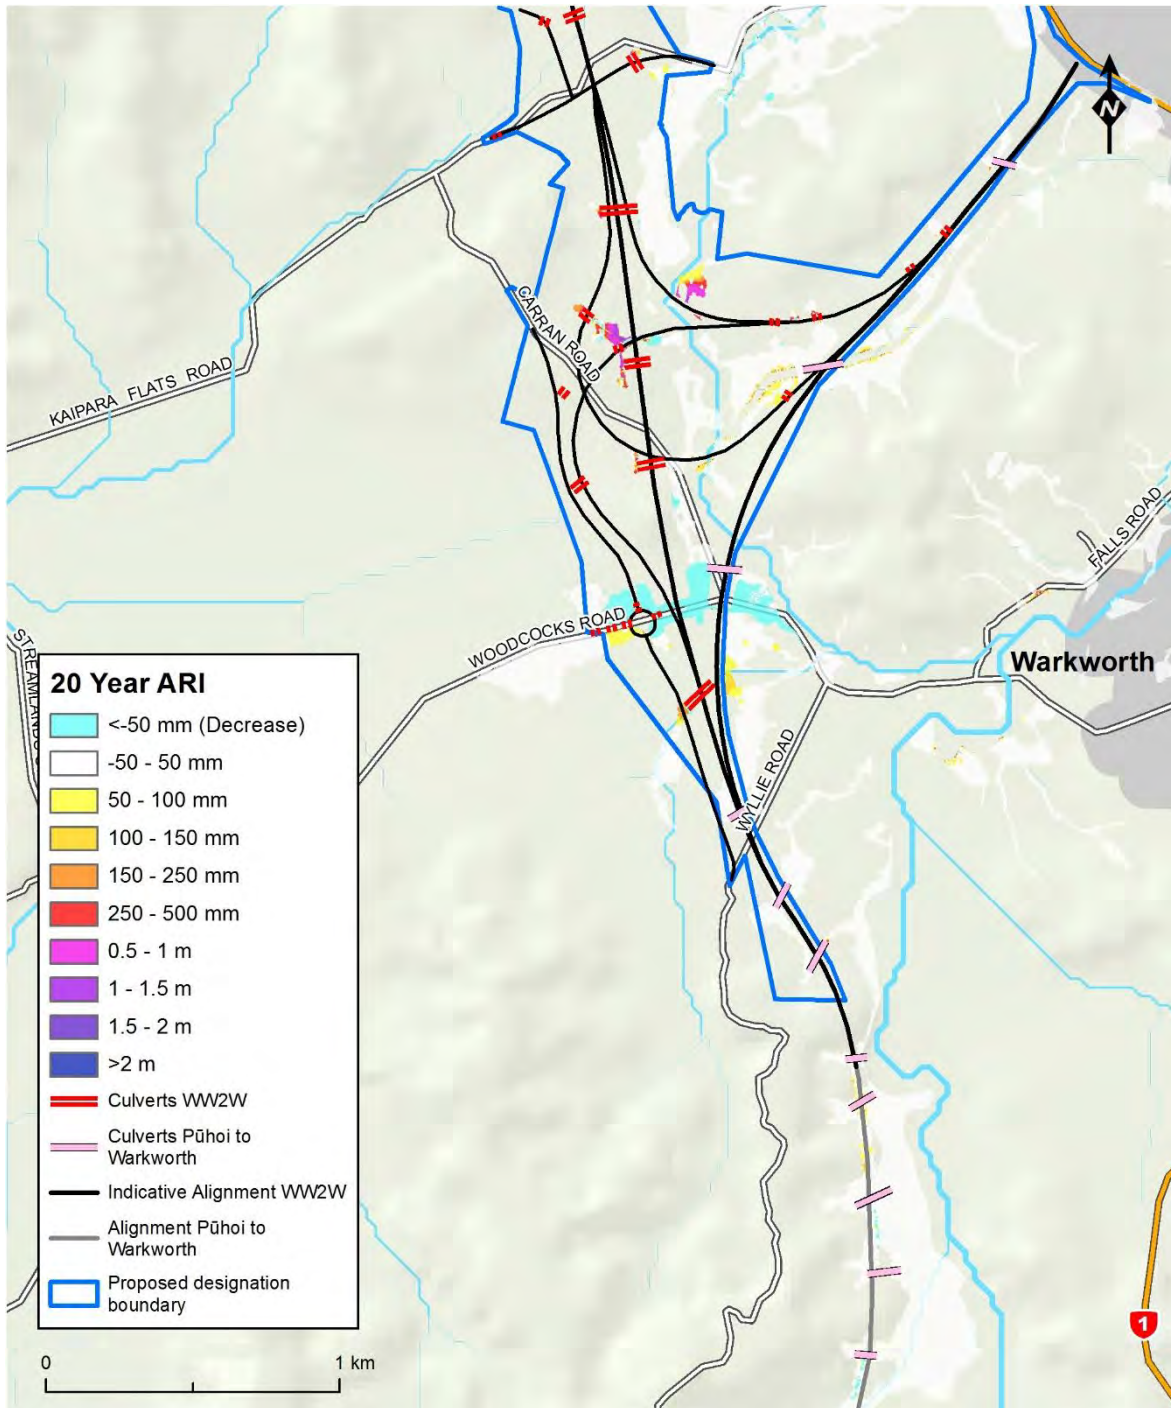 N
CARRAN ROAD
KAIPARA FLATS ROAD
FALLS ROAD
WOODCOCKS ROAD
STREAMLANDS
Warkworth
WYLLIE ROAD
20 Year ARI
<-50 mm (Decrease)
-50 - 50 mm
50 - 100 mm
100 - 150 mm
150 - 250 mm
250 - 500 mm
0.5 - 1 m
1 - 1.5 m
1.5 - 2 m
>2 m
Culverts WW2W
Culverts Pūhoi to
Warkworth
Indicative Alignment WW2W
Alignment Pūhoi to
Warkworth
Proposed designation
boundary
1
0
1 km